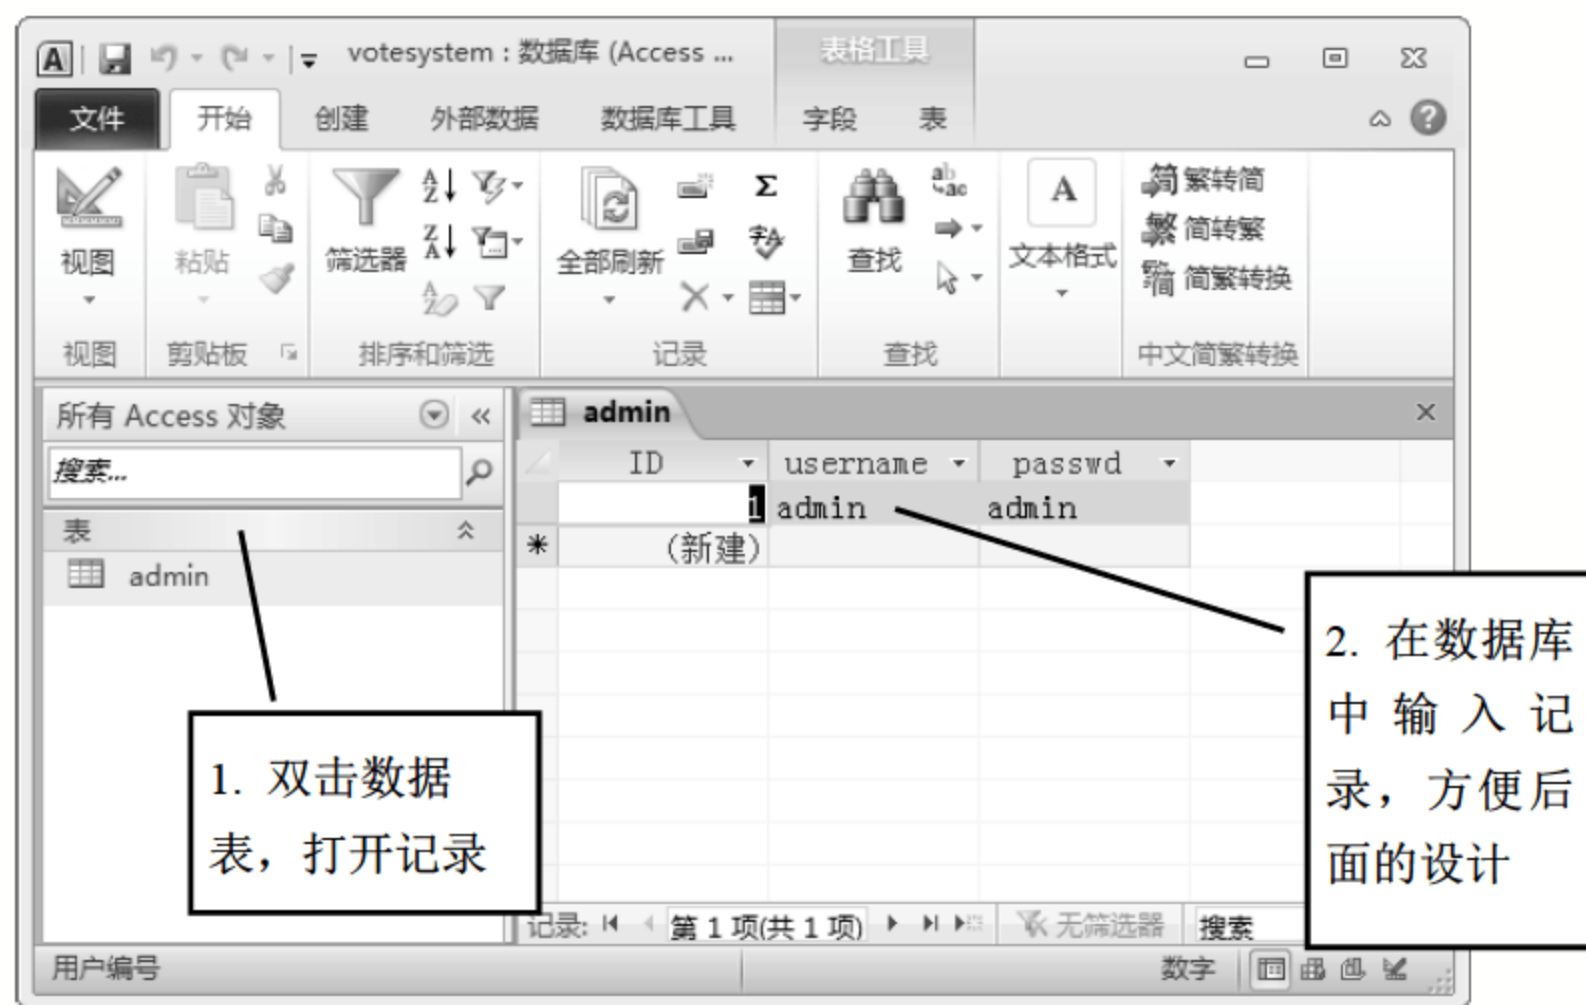 votesystem : 数据库 (Access ...
表格工具
文件 开始 创建 外部数据 数据库工具 字段 表
视图
粘贴
筛选器
全部刷新
查找
文本格式
繁转简
简转繁
简繁转换
视图 剪贴板 排序和筛选 记录 查找 中文简繁转换
所有 Access 对象
搜索...
表
admin
admin
ID username passwd
1 admin admin
(新建)
1. 双击数据
表，打开记录
2. 在数据库
中输入记
录，方便后
面的设计
记录: 第 1 项(共 1 项) 无筛选器 搜索
用户编号 数字